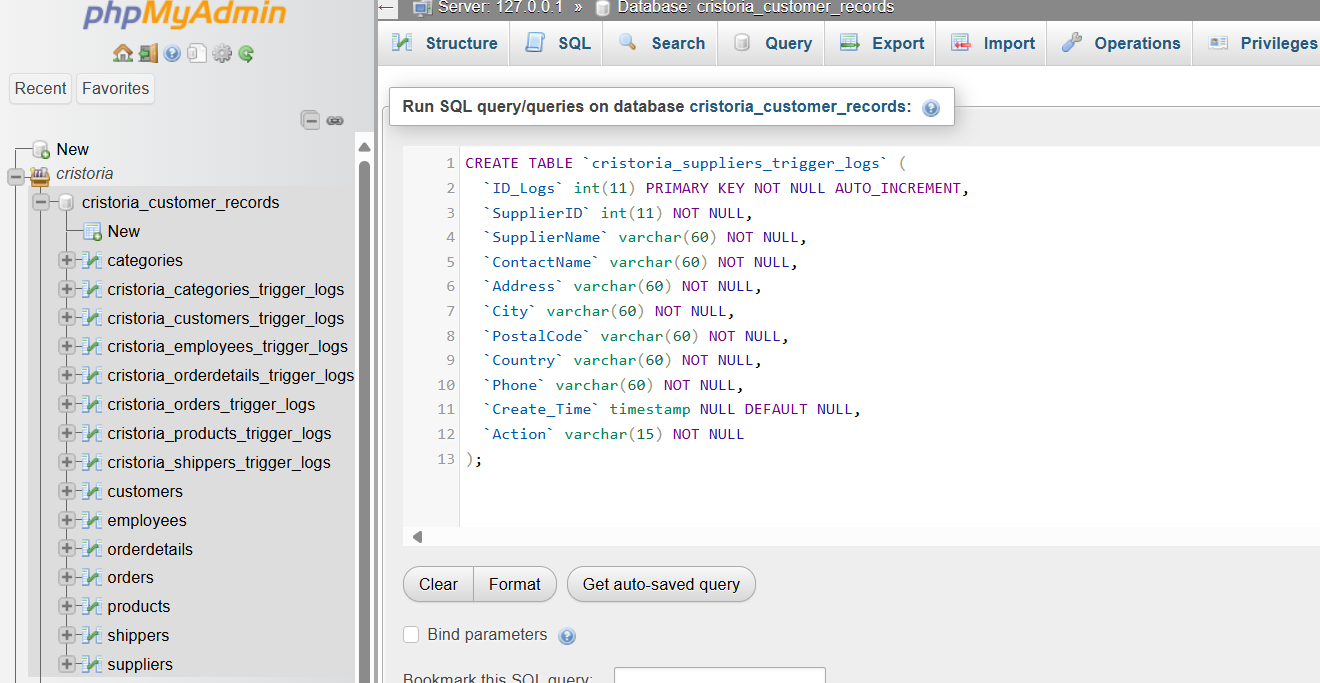 phpMyAdmin
Recent Favorites
New
cristoria
cristoria_customer_records
New
categories
cristoria_categories_trigger_logs
cristoria_customers_trigger_logs
cristoria_employees_trigger_logs
cristoria_orderdetails_trigger_logs
cristoria_orders_trigger_logs
cristoria_products_trigger_logs
cristoria_shippers_trigger_logs
customers
employees
orderdetails
orders
products
shippers
suppliers
Server: 127.0.0.1 » Database: cristoria_customer_records
Structure SQL Search Query Export Import Operations Privileges
Run SQL query/queries on database cristoria_customer_records:
1 CREATE TABLE `cristoria_suppliers_trigger_logs` (
2 `ID_Logs` int(11) PRIMARY KEY NOT NULL AUTO_INCREMENT,
3 `SupplierID` int(11) NOT NULL,
4 `SupplierName` varchar(60) NOT NULL,
5 `ContactName` varchar(60) NOT NULL,
6 `Address` varchar(60) NOT NULL,
7 `City` varchar(60) NOT NULL,
8 `PostalCode` varchar(60) NOT NULL,
9 `Country` varchar(60) NOT NULL,
10 `Phone` varchar(60) NOT NULL,
11 `Create_Time` timestamp NULL DEFAULT NULL,
12 `Action` varchar(15) NOT NULL
13 );
Clear Format Get auto-saved query
Bind parameters
Bookmark this SQL query: